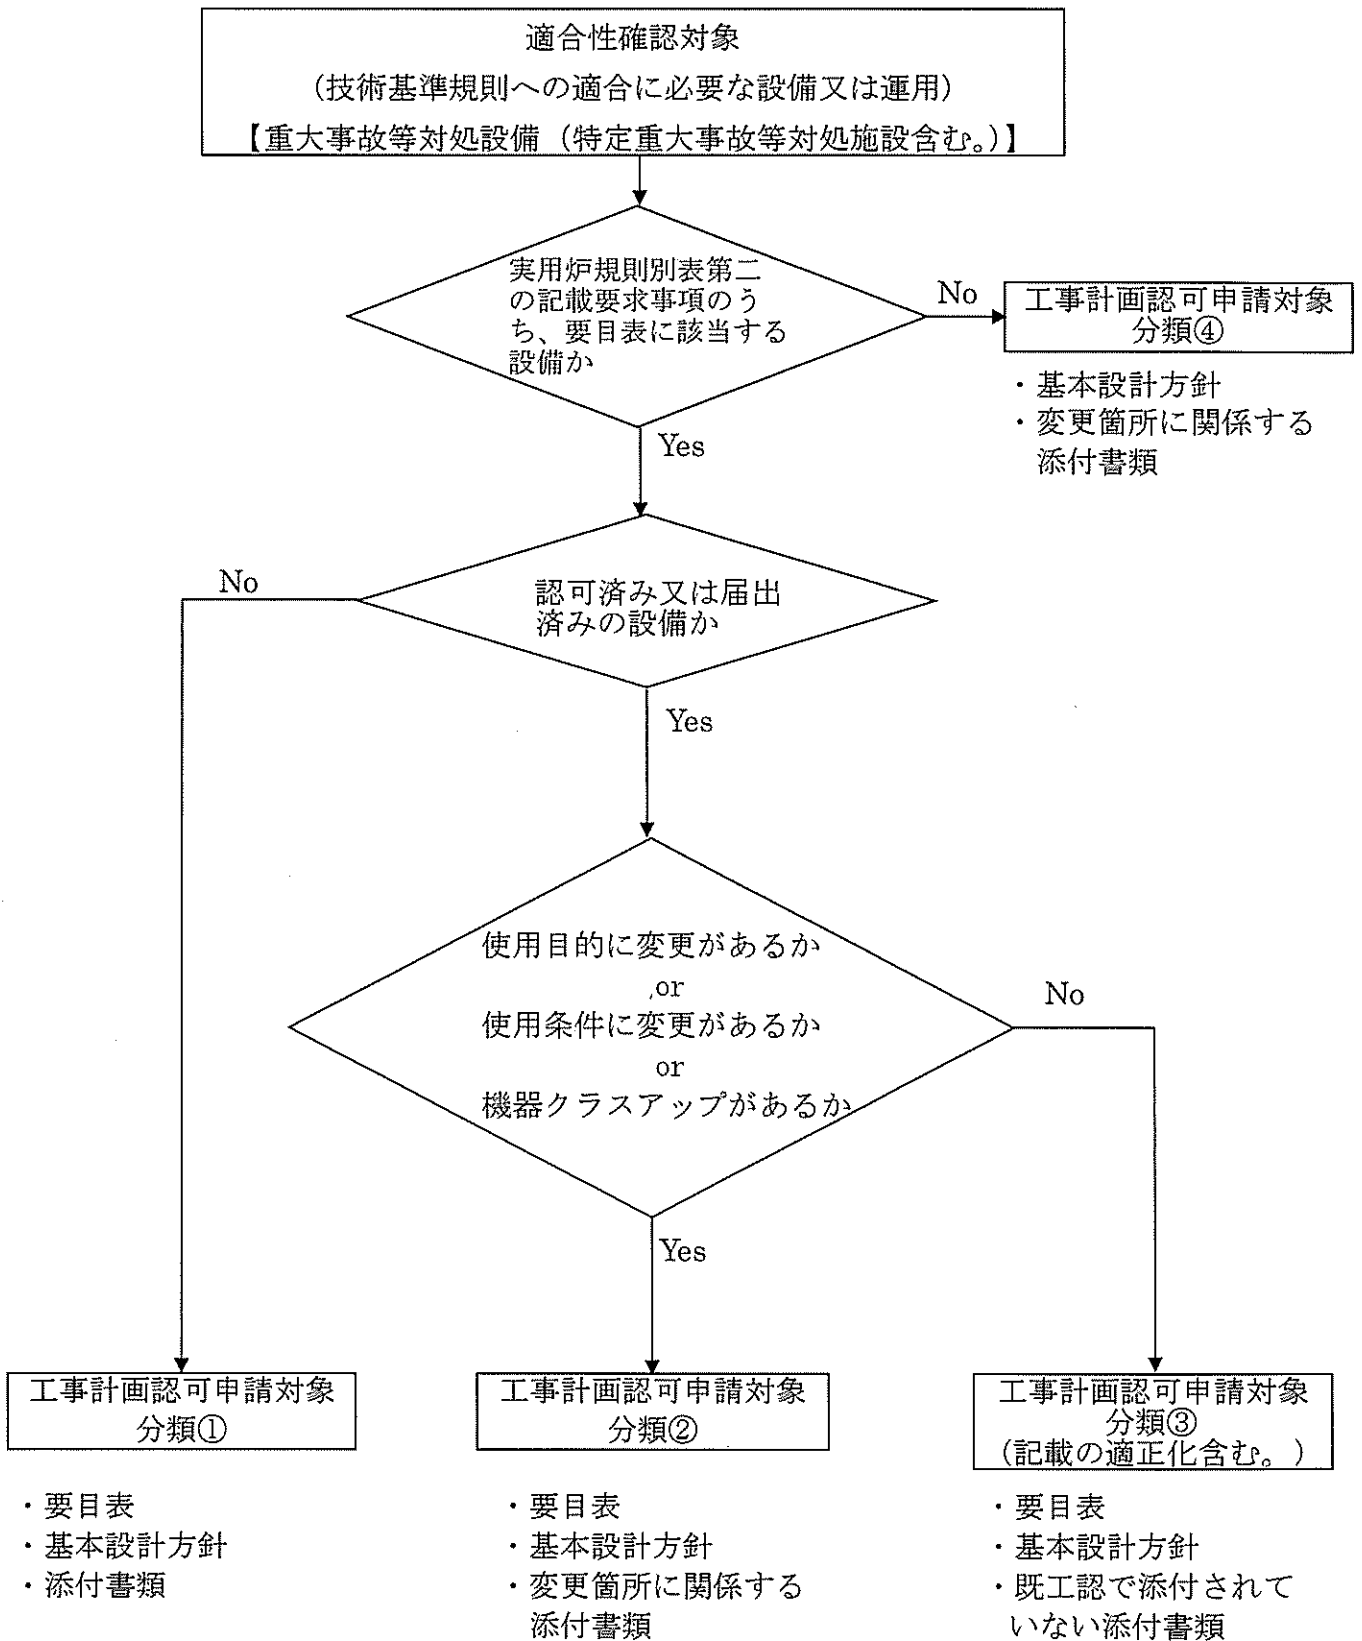 適合性確認対象
（技術基準規則への適合に必要な設備又は運用）
【重大事故等対処設備（特定重大事故等対処施設含む。）】
実用炉規則別表第二
の記載要求事項のう
ち、要目表に該当する
設備か
No
工事計画認可申請対象
分類④
・基本設計方針
・変更箇所に関係する
添付書類
Yes
認可済み又は届出
済みの設備か
No
Yes
使用目的に変更があるか
or
使用条件に変更があるか
or
機器クラスアップがあるか
No
Yes
工事計画認可申請対象
分類①
・要目表
・基本設計方針
・添付書類
工事計画認可申請対象
分類②
・要目表
・基本設計方針
・変更箇所に関係する
添付書類
工事計画認可申請対象
分類③
（記載の適正化含む。）
・要目表
・基本設計方針
・既工認で添付されて
いない添付書類